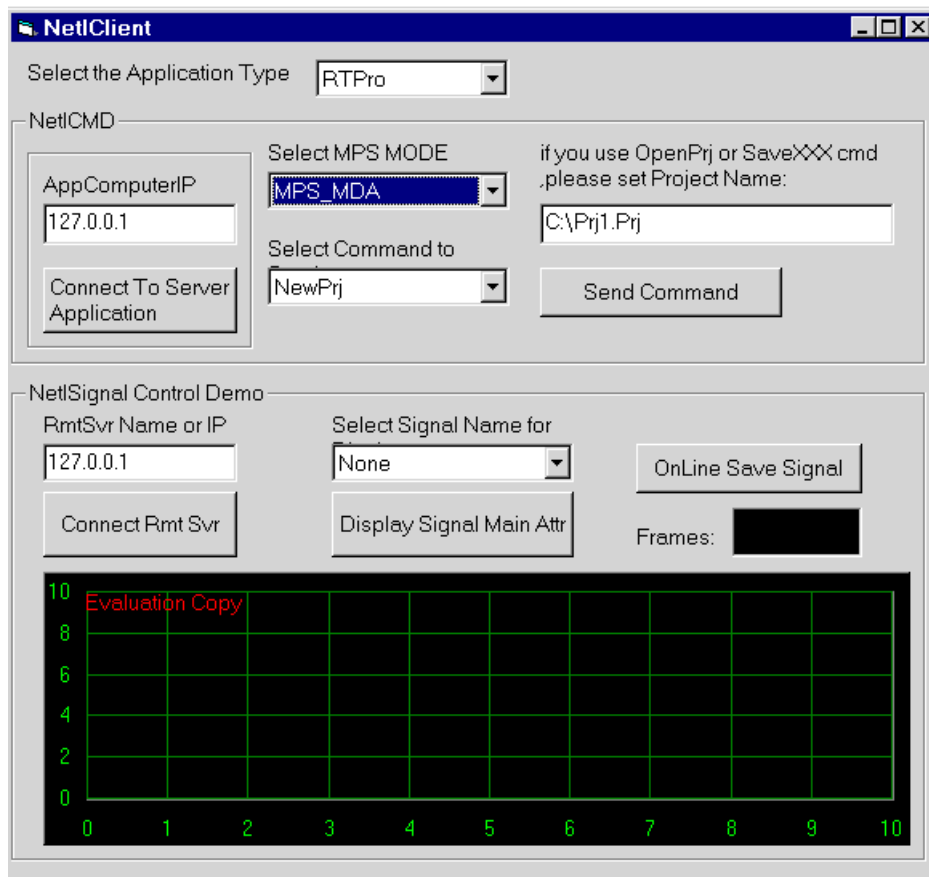 NetIClient
Select the Application Type
RTPro
NetICMD
AppComputerIP
127.0.0.1
Connect To Server
Application
Select MPS MODE
MPS_MDA
Select Command to
NewPrj
if you use OpenPrj or SaveXXX cmd
,please set Project Name:
C:\Prj1.Prj
Send Command
NetISignal Control Demo
RmtSvr Name or IP
127.0.0.1
Connect Rmt Svr
Select Signal Name for
None
Display Signal Main Attr
OnLine Save Signal
Frames:
Evaluation Copy
10
8
6
4
2
0
0 1 2 3 4 5 6 7 8 9 10